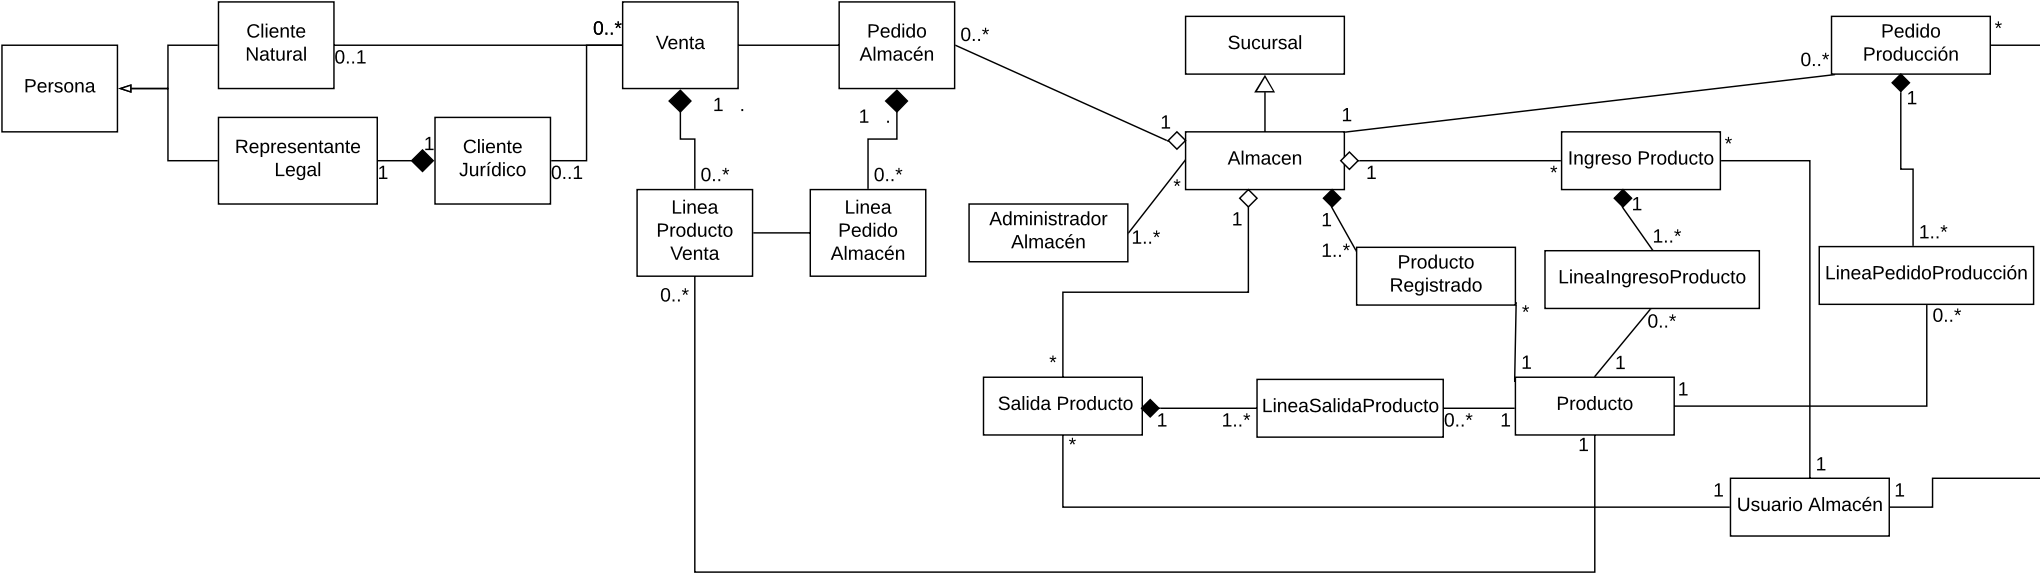 Persona
Cliente
Natural
0..1
Representante
Legal
1
1
Cliente
Jurídico
0..1
0..*
Venta
1 .
0..*
Linea
Producto
Venta
0..*
Pedido
Almacén
0..*
1 .
0..*
Linea
Pedido
Almacén
Sucursal
1
1
Almacen
*
1
1
1
1..*
Administrador
Almacén
1..*
Producto
Registrado
*
1
0..*
Pedido
Producción
*
1
1..*
LineaPedidoProducción
0..*
*
Ingreso Producto
*
1
1..*
LineaIngresoProducto
0..*
1
*
Salida Producto
1
1..*
LineaSalidaProducto
0..*
1
Producto
1
1
*
1
1
Usuario Almacén
1